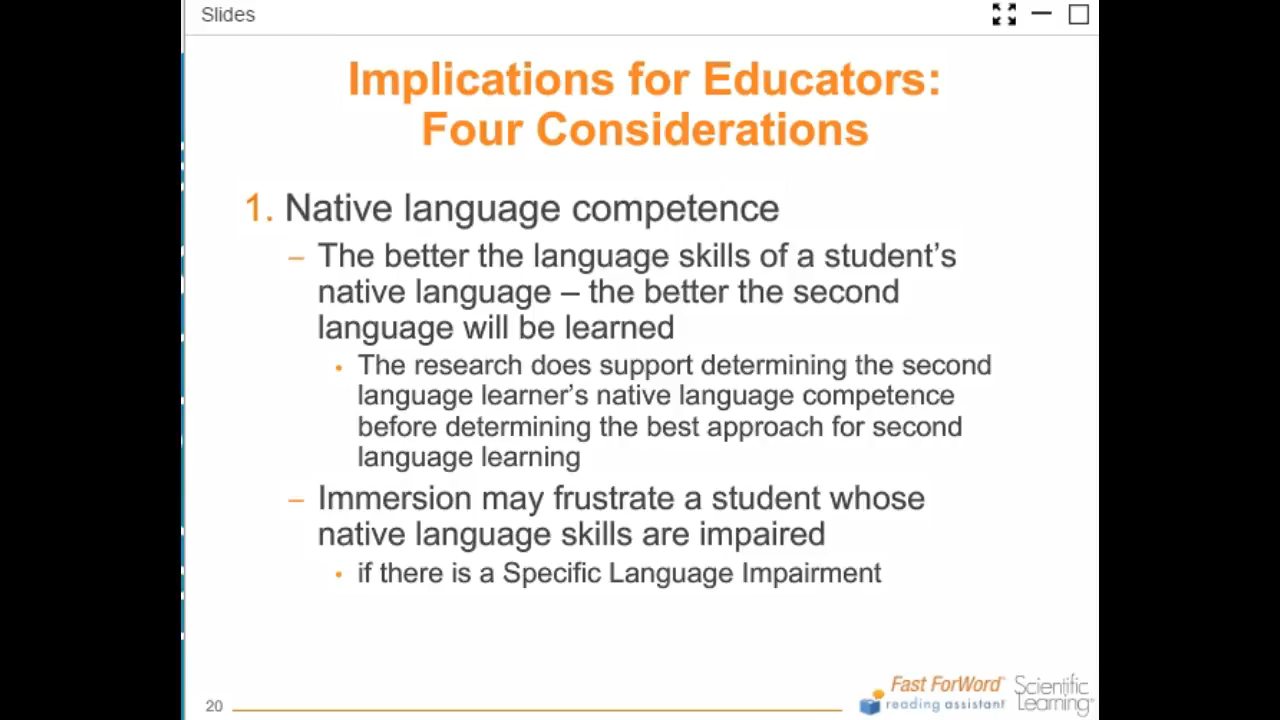 Slides
Implications for Educators:
Four Considerations
1. Native language competence
– The better the language skills of a student’s
native language – the better the second
language will be learned
• The research does support determining the second
language learner’s native language competence
before determining the best approach for second
language learning
– Immersion may frustrate a student whose
native language skills are impaired
• if there is a Specific Language Impairment
20
Fast ForWord
reading assistant
Scientific
Learning